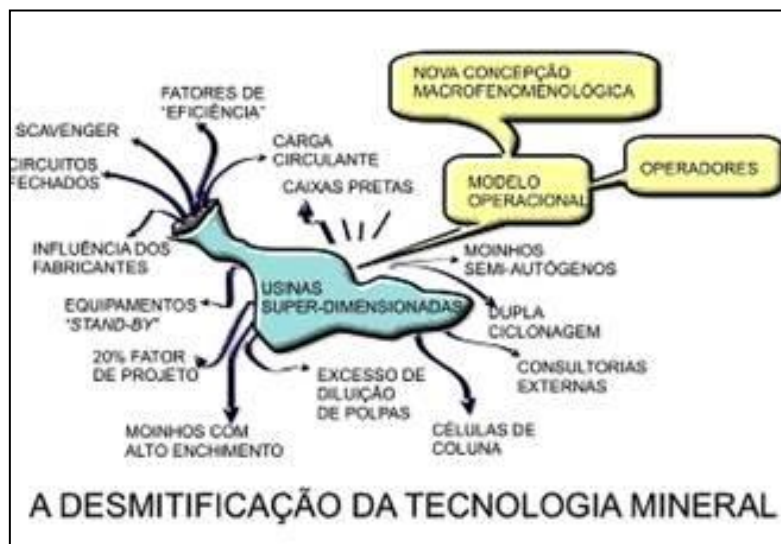 FATORES DE
"EFICIÊNCIA"
SCAVENGER
CIRCUITOS
FECHADOS
CARGA
CIRCULANTE
CAIXAS PRETAS
NOVA CONCEPÇÃO
MACROFENOMENOLÓGICA
MODELO
OPERACIONAL
OPERADORES
INFLUÊNCIA DOS
FABRICANTES
USINAS
SUPER-DIMENSIONADAS
MOINHOS
SEMI-AUTÓGENOS
EQUIPAMENTOS
"STAND-BY"
DUPLA
CICLONAGEM
20% FATOR
DE PROJETO
EXCESSO DE
DILUIÇÃO
DE POLPAS
CONSULTORIAS
EXTERNAS
MOINHOS COM
ALTO ENCHIMENTO
CÉLULAS DE
COLUNA
A DESMITIFICAÇÃO DA TECNOLOGIA MINERAL